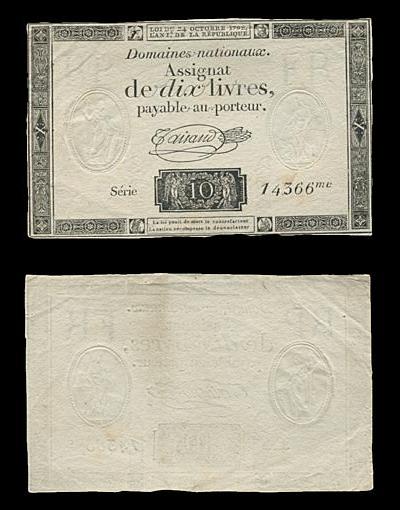 LOI DU 24 OCTOBRE 1792
L'AN I.er DE LA RÉPUBLIQUE
Domaines nationaux.
Assignat
de dix livres,
payable au porteur.
Taisaud
Série 10 14366me
La loi punit de mort le contrefacteur
La nation récompense le dénonciateur